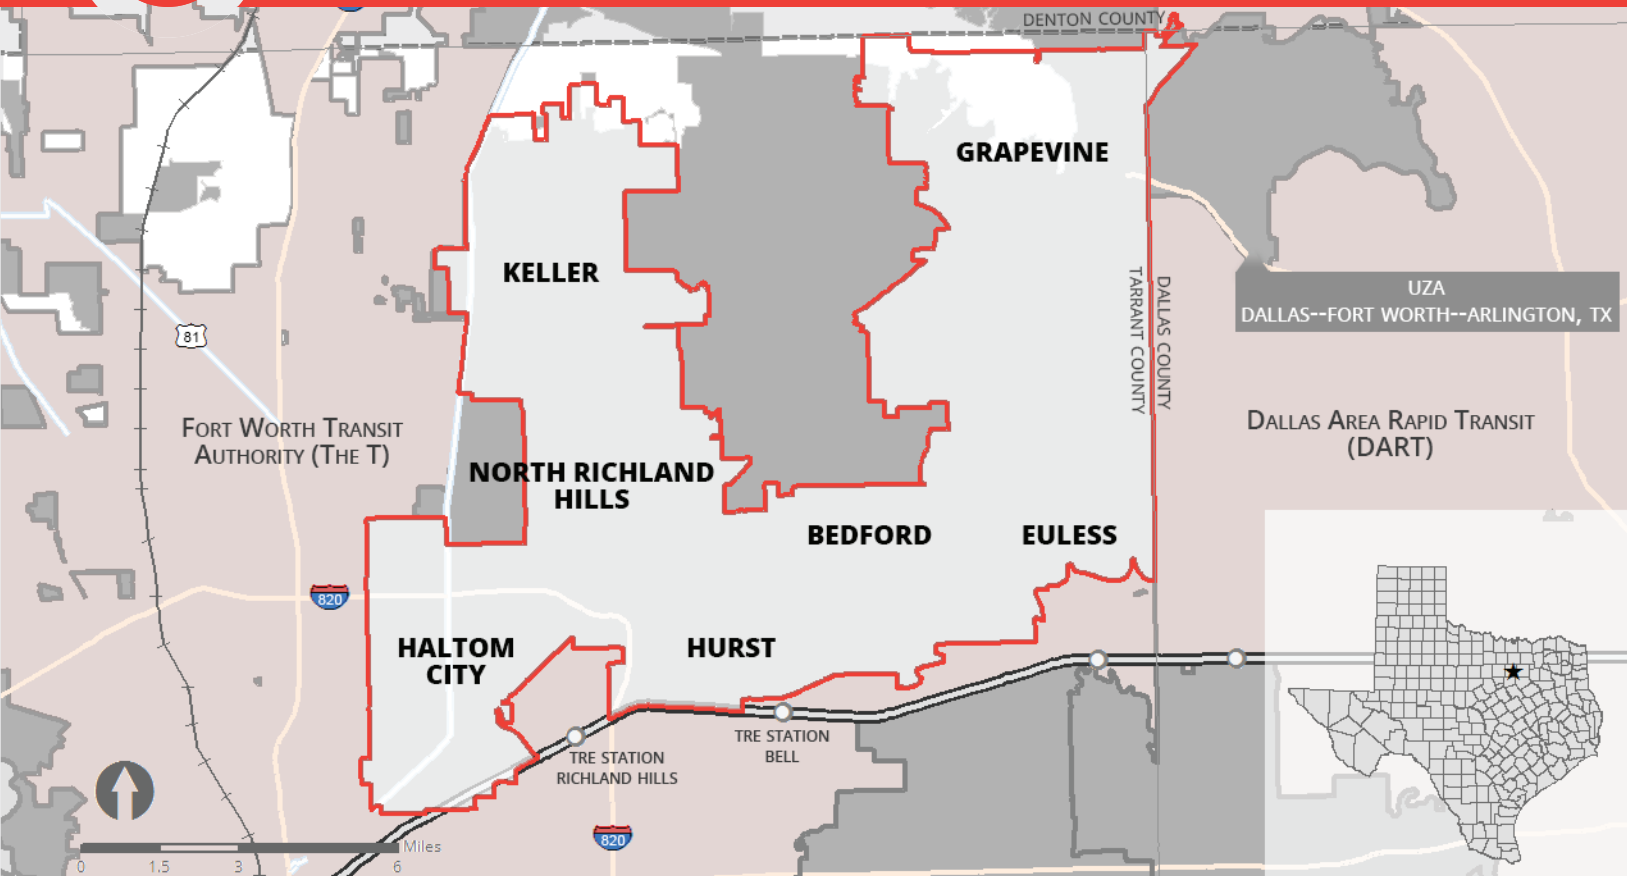 DENTON COUNTY
GRAPEVINE
KELLER
TARRANT COUNTY
DALLAS COUNTY
UZA
DALLAS--FORT WORTH--ARLINGTON, TX
81
FORT WORTH TRANSIT
AUTHORITY (THE T)
DALLAS AREA RAPID TRANSIT
(DART)
NORTH RICHLAND
HILLS
BEDFORD
EULESS
820
HALTOM
CITY
HURST
TRE STATION
BELL
TRE STATION
RICHLAND HILLS
820
Miles
0 1.5 3 6